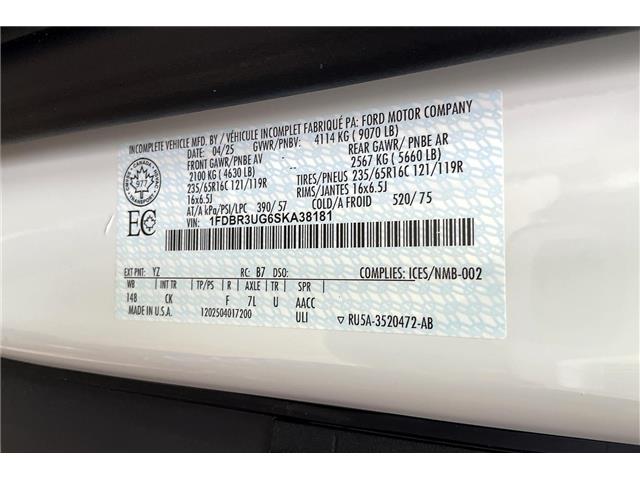 INCOMPLETE VEHICLE MFD. BY / VÉHICULE INCOMPLET FABRIQUÉ PA: FORD MOTOR COMPANY
DATE: 04/25 GVWR/PNBV: 4114 KG ( 9070 LB)
FRONT GAWR/ PNBE AV REAR GAWR/ PNBE AR
2100 KG ( 4630 LB) 2567 KG ( 5660 LB)
235/65R16C 121/119R TIRES/PNEUS 235/65R16C 121/119R
16x6.5J RIMS/JANTES 16x6.5J
AT/A kPa/PSI/LPC 390/ 57 COLD/A FROID 520/ 75
VIN: 1FDBR3UG6SKA38181
CANADA
977
TRANSPORT
EC
EXT PNT: YZ RC: B7 DSO: COMPLIES: ICES/NMB-002
WB INT TR TP/PS R AXLE TR SPR
148 CK F 7L U AACC
MADE IN U.S.A. 1202504017200 ULI RU5A-3520472-AB